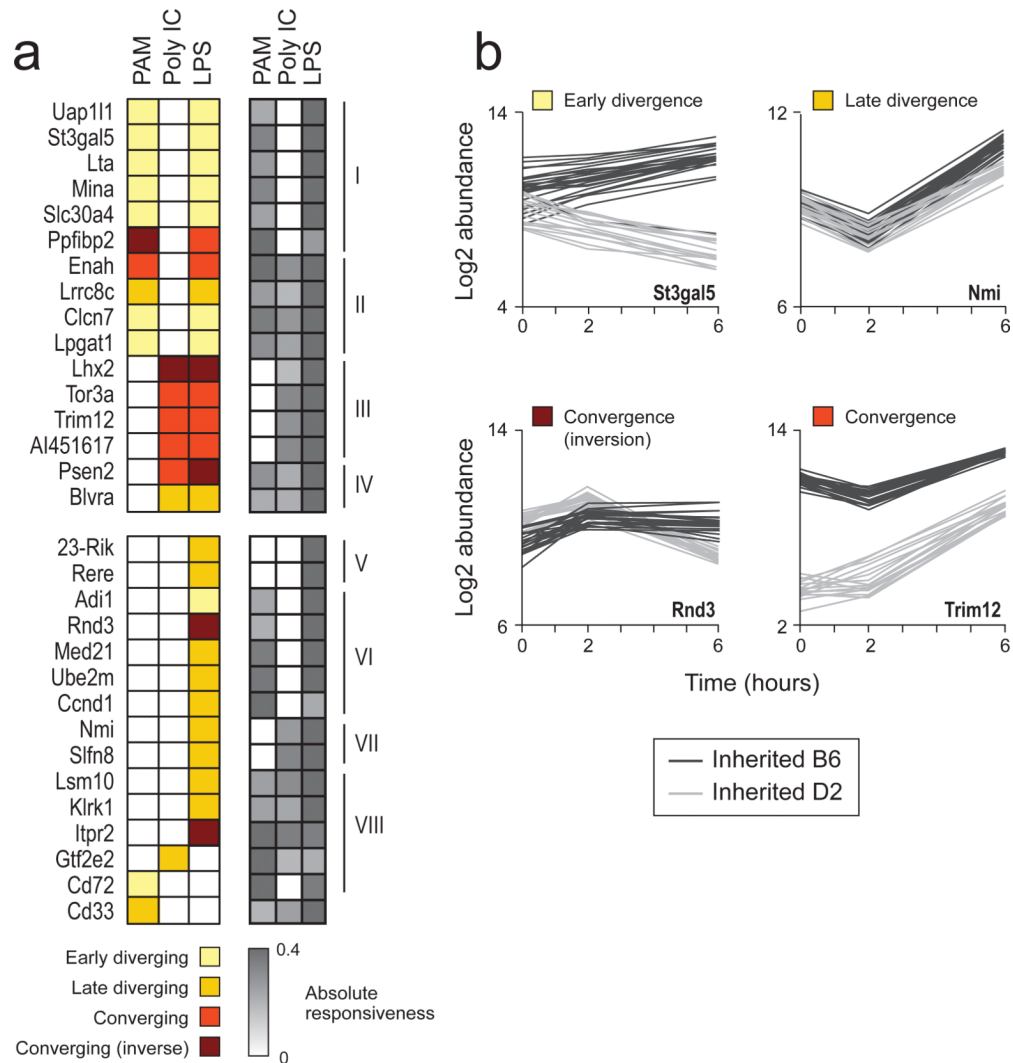 a
PAM
Poly IC
LPS
PAM
Poly IC
LPS
Uap1l1
St3gal5
Lta
Mina
Slc30a4
Ppfibp2
Enah
Lrrc8c
Clcn7
Lpgat1
Lhx2
Tor3a
Trim12
AI451617
Psen2
Blvra
I
II
III
IV
23-Rik
Rere
Adi1
Rnd3
Med21
Ube2m
Ccnd1
Nmi
Slfn8
Lsm10
Klrk1
Itpr2
Gtf2e2
Cd72
Cd33
V
VI
VII
VIII
Early diverging
Late diverging
Converging
Converging (inverse)
0.4
0
Absolute
responsiveness
b
Early divergence
Log2 abundance
14
4
St3gal5
0
2
6
Late divergence
12
6
Nmi
0
2
6
Convergence
(inversion)
Log2 abundance
14
6
Rnd3
0
2
6
Convergence
14
2
Trim12
0
2
6
Time (hours)
Inherited B6
Inherited D2